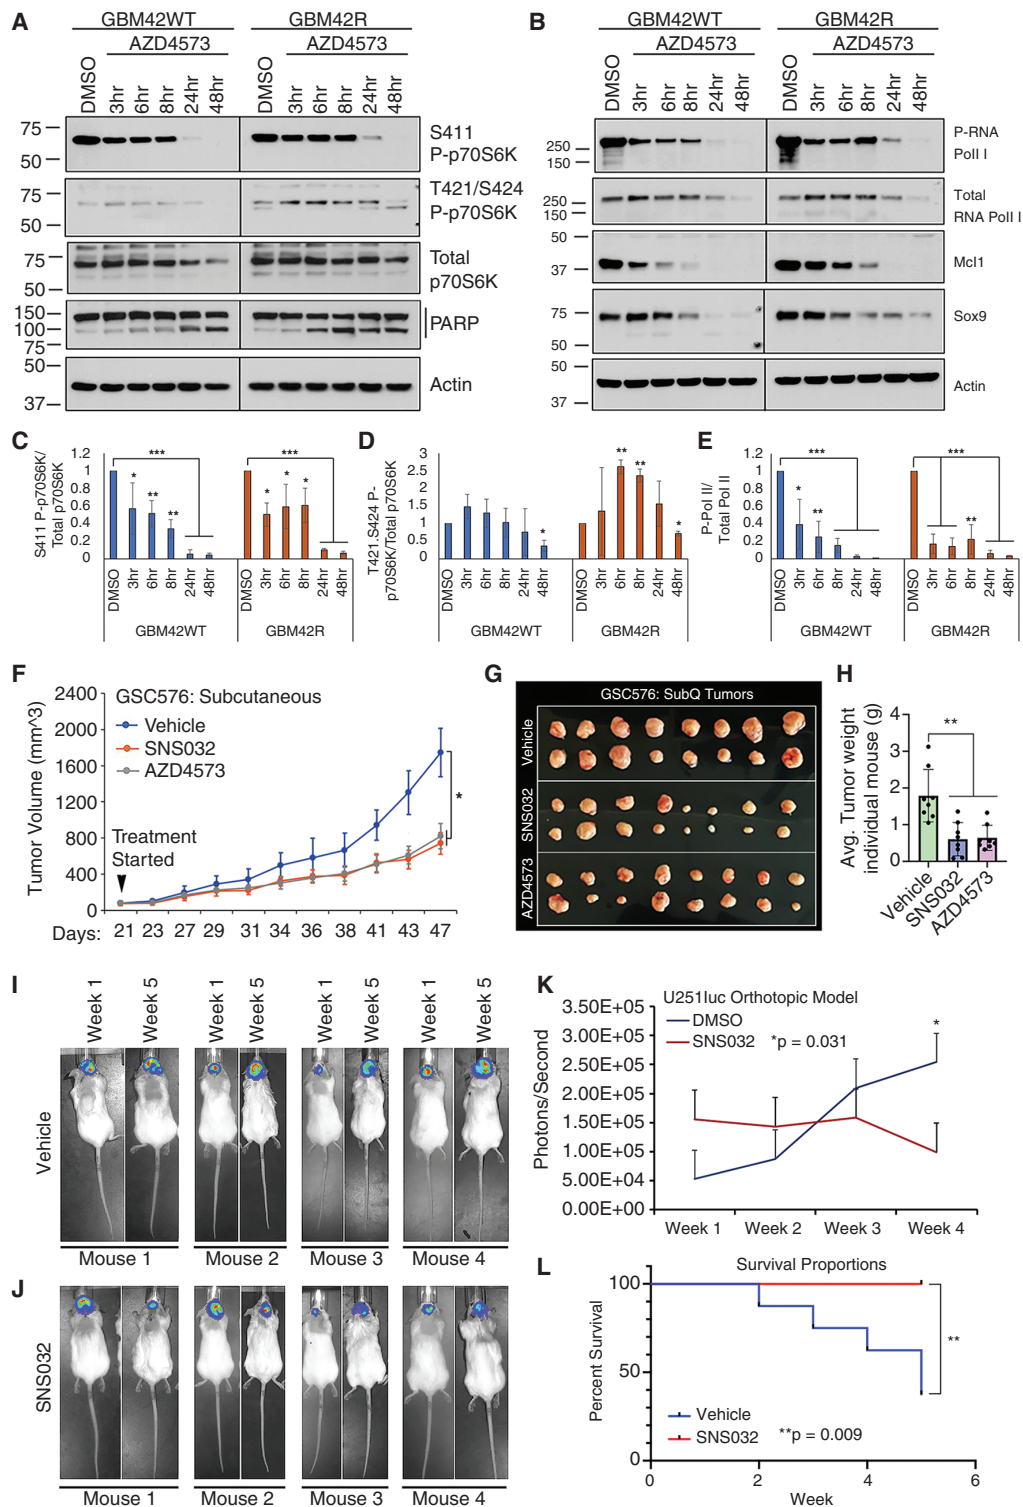 A
GBM42WT GBM42R
AZD4573 AZD4573
DMSO 3hr 6hr 8hr 24hr 48hr DMSO 3hr 6hr 8hr 24hr 48hr
75
50
S411
P-p70S6K
75
50
T421/S424
P-p70S6K
75
50
Total
p70S6K
150
100
75
PARP
50
37
Actin
B
GBM42WT GBM42R
AZD4573 AZD4573
DMSO 3hr 6hr 8hr 24hr 48hr DMSO 3hr 6hr 8hr 24hr 48hr
250
150
P-RNA
Poll I
250
150
Total
RNA Poll I
50
37
Mcl1
75
50
Sox9
50
37
Actin
C
S411 P-p70S6K/
Total p70S6K
1.2
1
0.8
0.6
0.4
0.2
0
* ** ** *** * * * ***
DMSO 3hr 6hr 8hr 24hr 48hr DMSO 3hr 6hr 8hr 24hr 48hr
GBM42WT GBM42R
D
T421.S424 P-
p70S6K/Total p70S6K
3
2.5
2
1.5
1
0.5
0
* ** ** *
DMSO 3hr 6hr 8hr 24hr 48hr DMSO 3hr 6hr 8hr 24hr 48hr
GBM42WT GBM42R
E
P-Pol II/
Total Pol II
1.2
1
0.8
0.6
0.4
0.2
0
* ** *** ** ***
DMSO 3hr 6hr 8hr 24hr 48hr DMSO 3hr 6hr 8hr 24hr 48hr
GBM42WT GBM42R
F
GSC576: Subcutaneous
Vehicle
SNS032
AZD4573
Tumor Volume (mm^3)
2400
2000
1600
1200
800
400
0
Treatment
Started
*
Days: 21 23 27 29 31 34 36 38 41 43 47
G
GSC576: SubQ Tumors
Vehicle
SNS032
AZD4573
H
Avg. Tumor weight
individual mouse (g)
4
3
2
1
0
**
Vehicle
SNS032
AZD4573
I
Week 1 Week 5 Week 1 Week 5 Week 1 Week 5 Week 1 Week 5
Vehicle
Mouse 1 Mouse 2 Mouse 3 Mouse 4
J
SNS032
Mouse 1 Mouse 2 Mouse 3 Mouse 4
K
U251luc Orthotopic Model
DMSO
SNS032
*p = 0.031
*
Photons/Second
3.50E+05
3.00E+05
2.50E+05
2.00E+05
1.50E+05
1.00E+05
5.00E+04
0.00E+00
Week 1 Week 2 Week 3 Week 4
L
Survival Proportions
Percent Survival
100
50
0
**
Vehicle
SNS032
**p = 0.009
0 2 4 6
Week